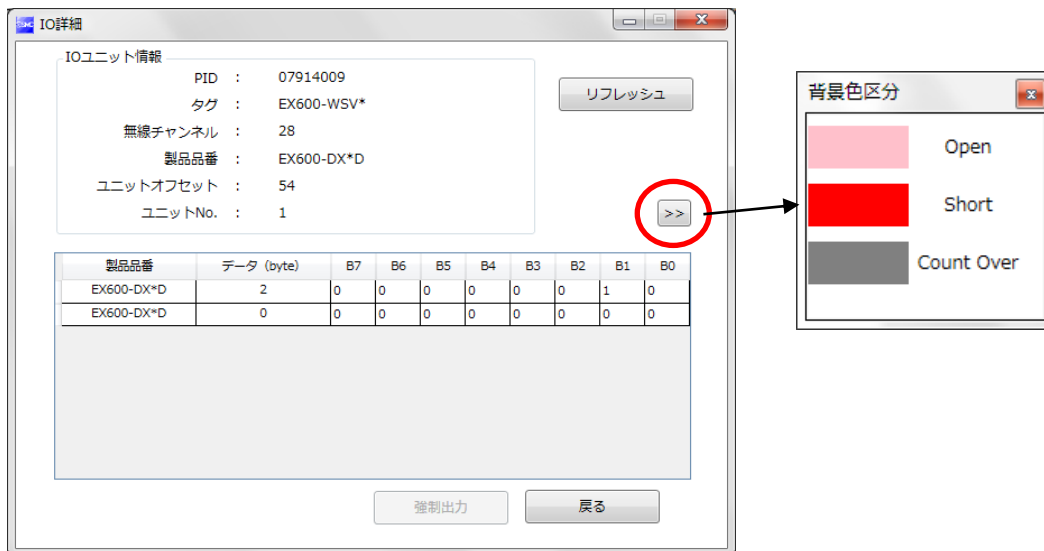 IO詳細
IOユニット情報
PID : 07914009
タグ : EX600-WSV*
無線チャンネル : 28
製品品番 : EX600-DX*D
ユニットオフセット : 54
ユニットNo. : 1
リフレッシュ
>>
製品品番 データ (byte) B7 B6 B5 B4 B3 B2 B1 B0
EX600-DX*D 2 0 0 0 0 0 0 1 0
EX600-DX*D 0 0 0 0 0 0 0 0 0
強制出力 戻る
背景色区分
Open
Short
Count Over